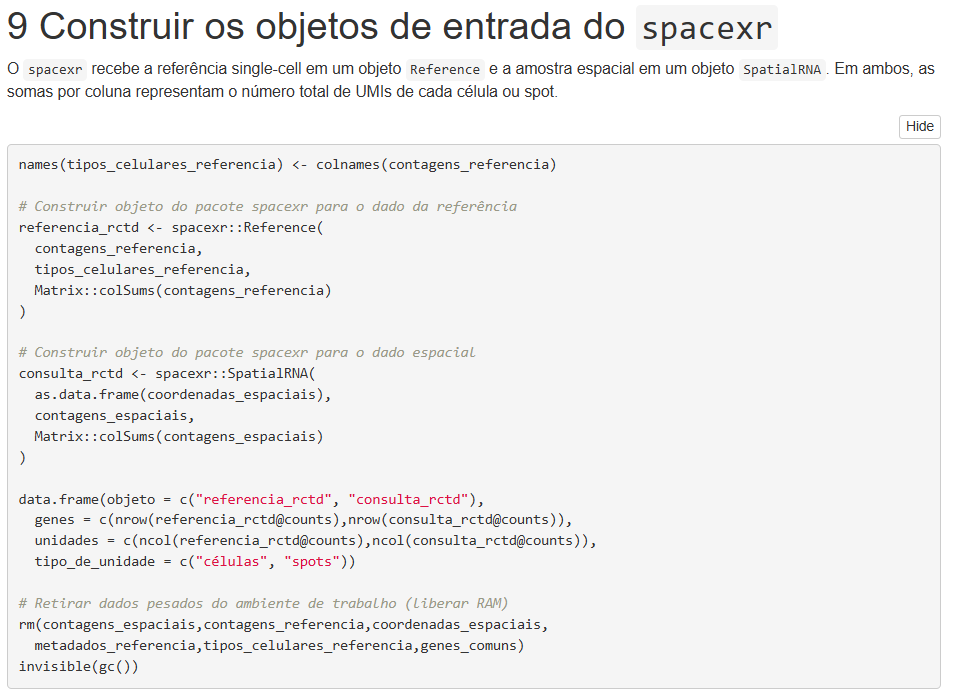 9 Construir os objetos de entrada do spacexr
O spacexr recebe a referência single-cell em um objeto Reference e a amostra espacial em um objeto SpatialRNA. Em ambos, as
somas por coluna representam o número total de UMIs de cada célula ou spot.
Hide
names(tipos_celulares_referencia) <- colnames(contagens_referencia)
# Construir objeto do pacote spacexr para o dado da referência
referencia_rctd <- spacexr::Reference(
  contagens_referencia,
  tipos_celulares_referencia,
  Matrix::colSums(contagens_referencia)
)
# Construir objeto do pacote spacexr para o dado espacial
consulta_rctd <- spacexr::SpatialRNA(
  as.data.frame(coordenadas_espaciais),
  contagens_espaciais,
  Matrix::colSums(contagens_espaciais)
)
data.frame(objeto = c("referencia_rctd", "consulta_rctd"),
  genes = c(nrow(referencia_rctd@counts),nrow(consulta_rctd@counts)),
  unidades = c(ncol(referencia_rctd@counts),ncol(consulta_rctd@counts)),
  tipo_de_unidade = c("células", "spots"))
# Retirar dados pesados do ambiente de trabalho (liberar RAM)
rm(contagens_espaciais,contagens_referencia,coordenadas_espaciais,
  metadados_referencia,tipos_celulares_referencia,genes_comuns)
invisible(gc())